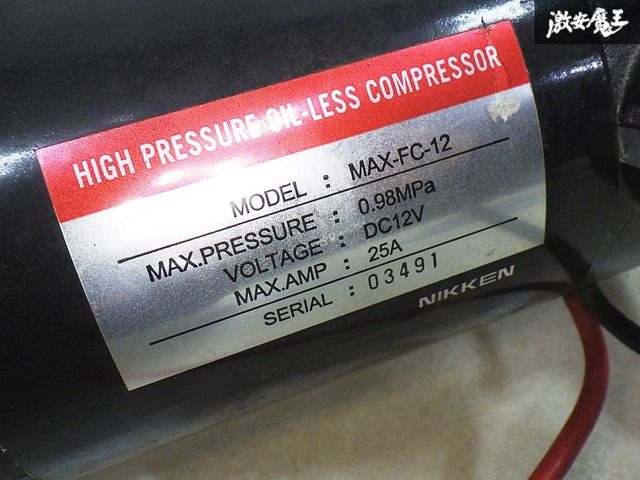 激安魔王
HIGH PRESSURE OIL-LESS COMPRESSOR
MODEL : MAX-FC-12
MAX.PRESSURE : 0.98MPa
VOLTAGE : DC12V
MAX.AMP : 25A
SERIAL : 03491
NIKKEN